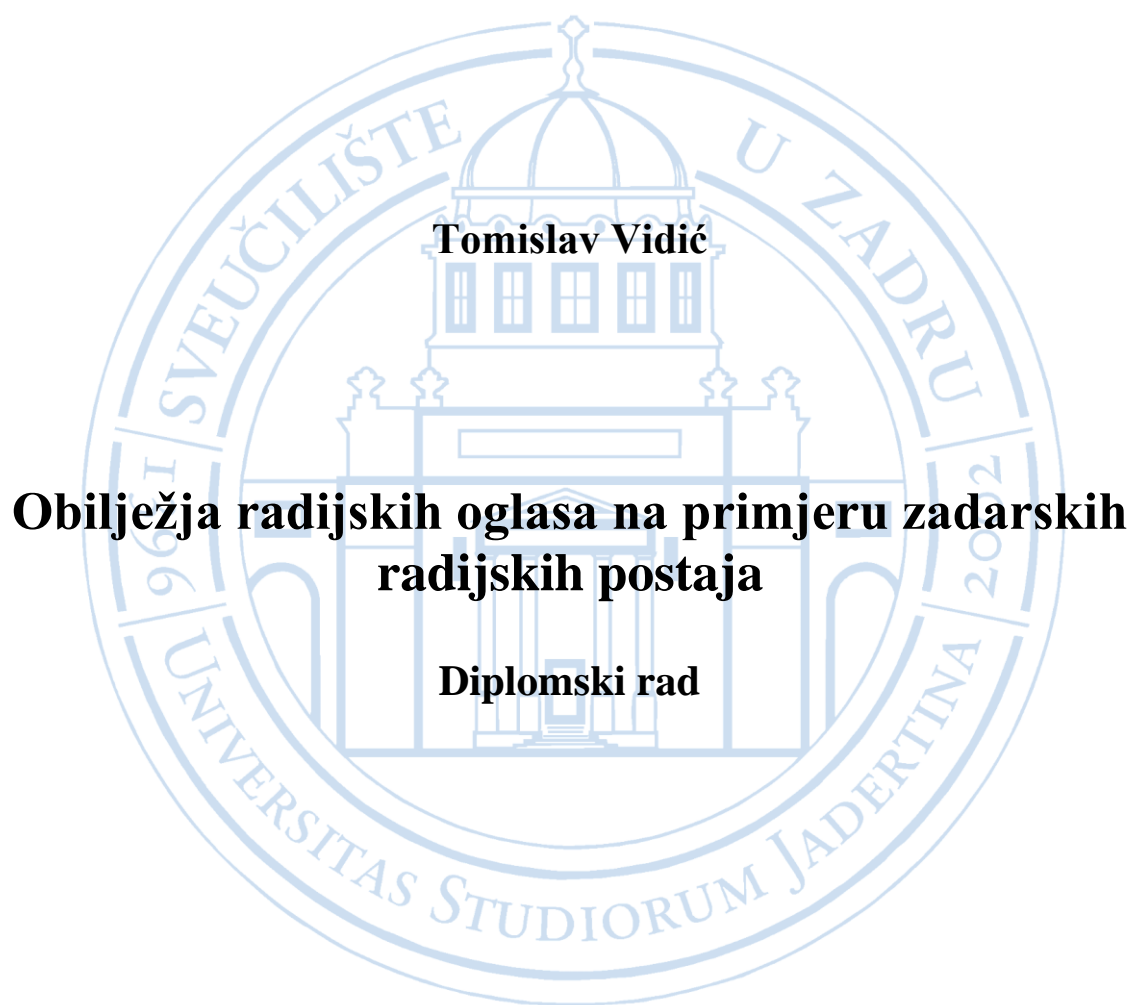 Tomislav Vidić
Obilježja radijskih oglasa na primjeru zadarskih
radijskih postaja
Diplomski rad
SVEUČILIŠTE U ZADRU
1396
2002
UNIVERSITAS STUDIORUM JADERTINA